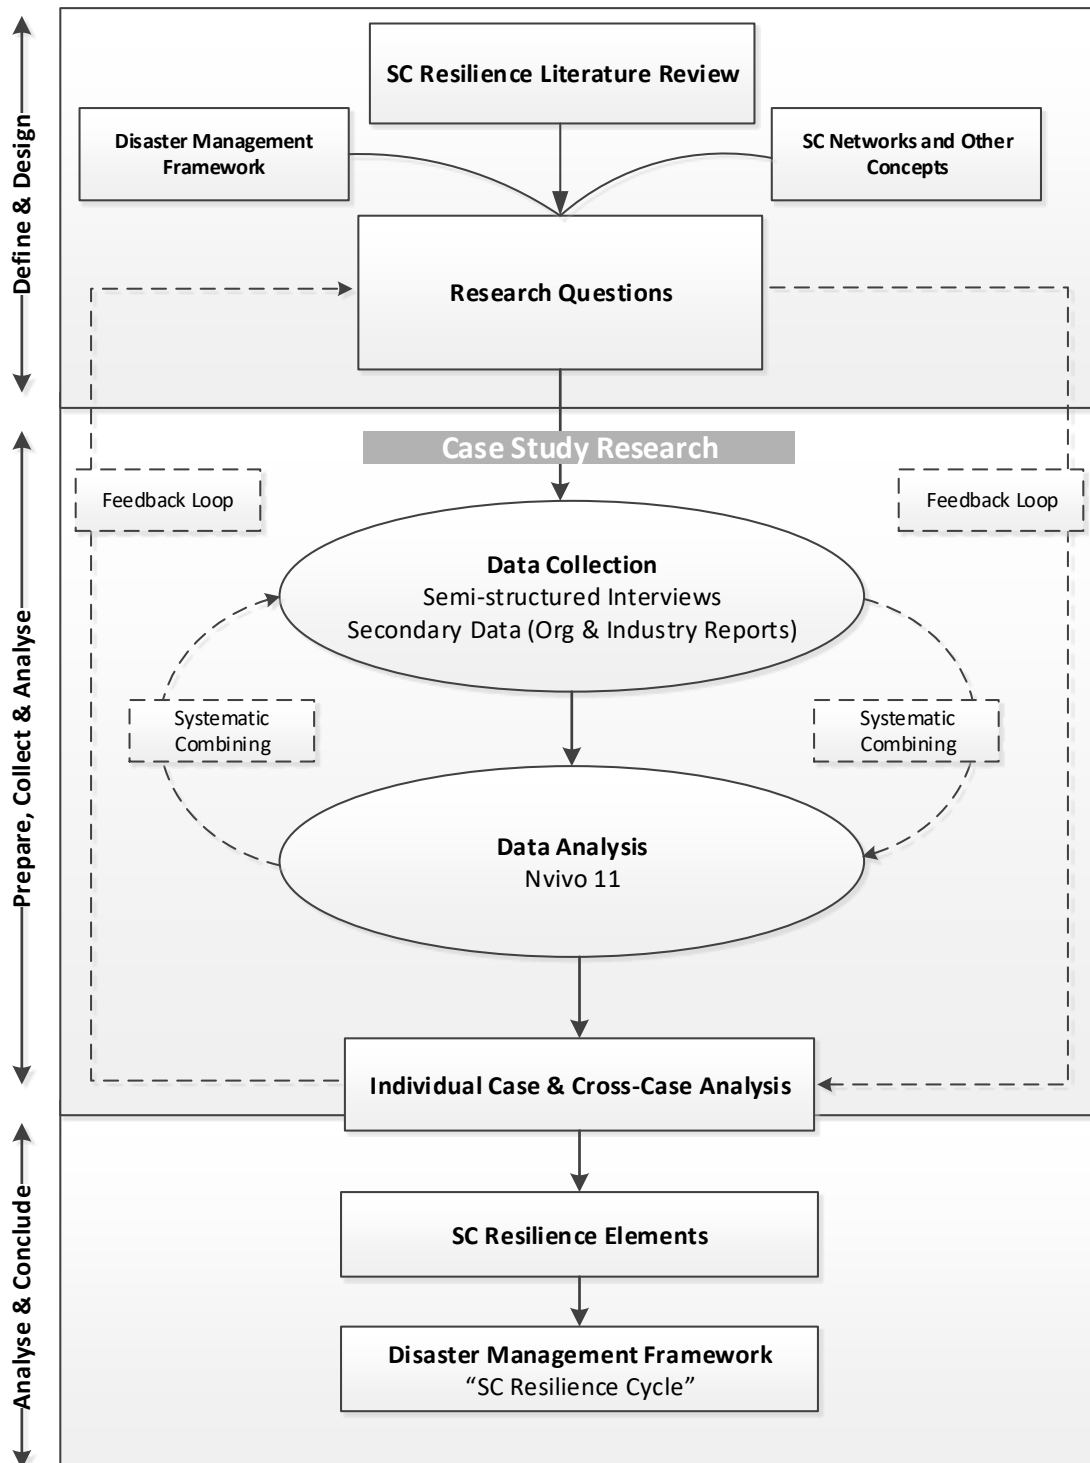 SC Resilience Literature Review
Disaster Management
Framework
SC Networks and Other
Concepts
Define & Design
Research Questions
Case Study Research
Feedback Loop
Feedback Loop
Data Collection
Semi-structured Interviews
Secondary Data (Org & Industry Reports)
Prepare, Collect & Analyse
Systematic
Combining
Systematic
Combining
Data Analysis
Nvivo 11
Individual Case & Cross-Case Analysis
Analyse & Conclude
SC Resilience Elements
Disaster Management Framework
“SC Resilience Cycle”